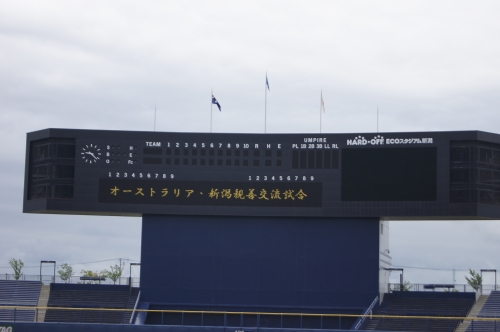 UMPIRE
TEAM 1 2 3 4 5 6 7 8 9 10 R H E PL 1B 2B 3B LL RL
HARD-OFF ECOスタジアム新潟
S H
B E
O Fc
1 2 3 4 5 6 7 8 9 1 2 3 4 5 6 7 8 9
オーストラリア・新潟親善交流試合